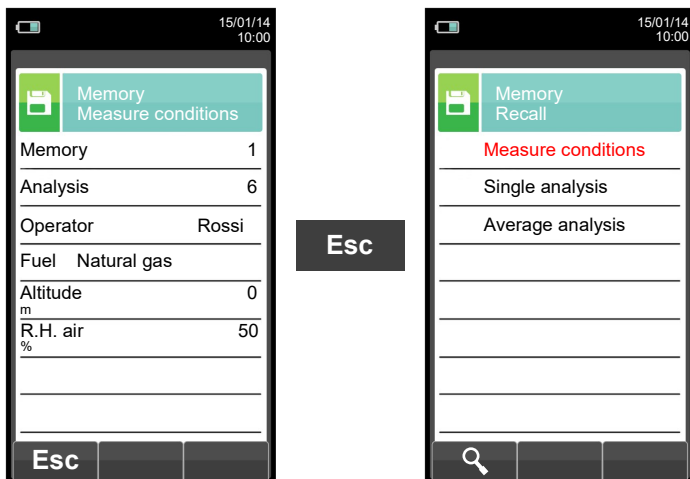 15/01/14
10:00
Memory
Measure conditions
Memory 1
Analysis 6
Operator Rossi
Fuel Natural gas
Altitude 0
m
R.H. air 50
%
Esc
Esc
15/01/14
10:00
Memory
Recall
Measure conditions
Single analysis
Average analysis